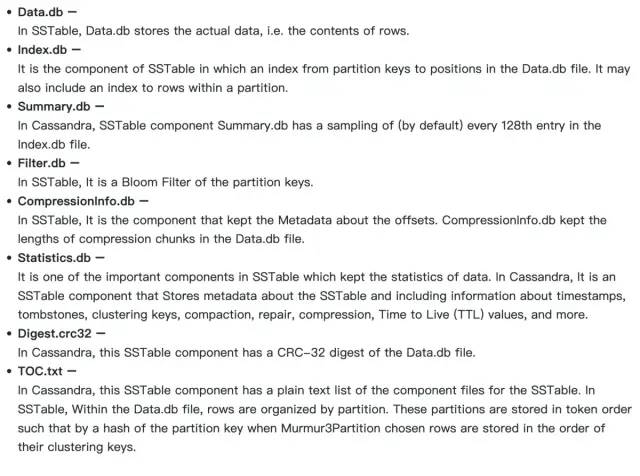 • Data.db —
In SSTable, Data.db stores the actual data, i.e. the contents of rows.
• Index.db —
It is the component of SSTable in which an index from partition keys to positions in the Data.db file. It may
also include an index to rows within a partition.
• Summary.db —
In Cassandra, SSTable component Summary.db has a sampling of (by default) every 128th entry in the
Index.db file.
• Filter.db —
In SSTable, It is a Bloom Filter of the partition keys.
• CompressionInfo.db —
In SSTable, It is the component that kept the Metadata about the offsets. CompressionInfo.db kept the
lengths of compression chunks in the Data.db file.
• Statistics.db —
It is one of the important components in SSTable which kept the statistics of data. In Cassandra, It is an
SSTable component that Stores metadata about the SSTable and including information about timestamps,
tombstones, clustering keys, compaction, repair, compression, Time to Live (TTL) values, and more.
• Digest.crc32 —
In Cassandra, this SSTable component has a CRC-32 digest of the Data.db file.
• TOC.txt —
In Cassandra, this SSTable component has a plain text list of the component files for the SSTable. In
SSTable, Within the Data.db file, rows are organized by partition. These partitions are stored in token order
such that by a hash of the partition key when Murmur3Partition chosen rows are stored in the order of
their clustering keys.